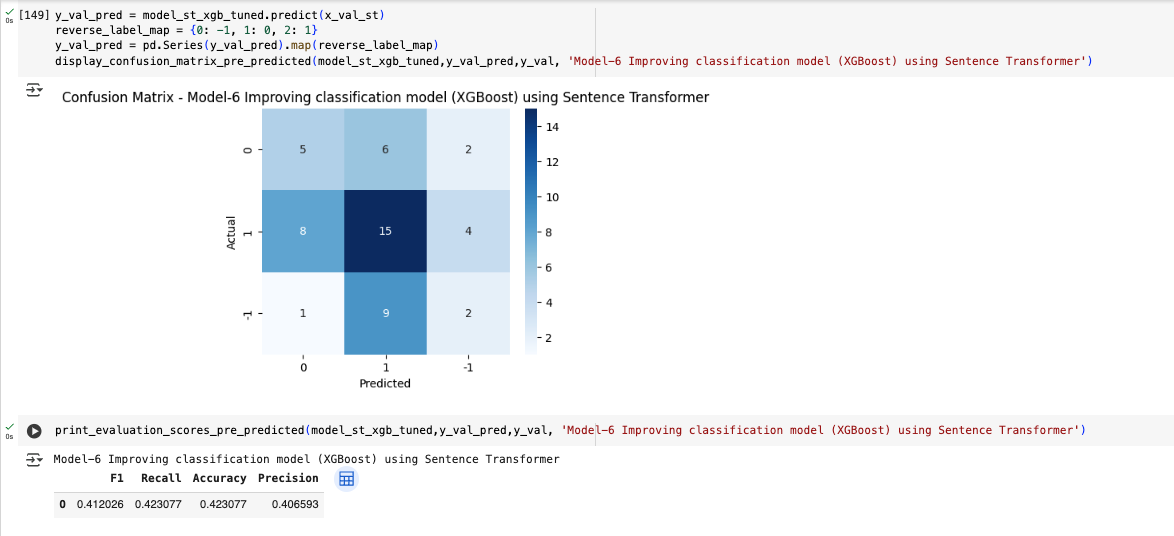 [149] y_val_pred = model_st_xgb_tuned.predict(x_val_st)
0s
reverse_label_map = {0: -1, 1: 0, 2: 1}
y_val_pred = pd.Series(y_val_pred).map(reverse_label_map)
display_confusion_matrix_pre_predicted(model_st_xgb_tuned,y_val_pred,y_val, 'Model-6 Improving classification model (XGBoost) using Sentence Transformer')
Confusion Matrix - Model-6 Improving classification model (XGBoost) using Sentence Transformer
14
0 5 6 2
12
10
Actual
1 8 15 4
8
6
4
-1 1 9 2
2
0 1 -1
Predicted
0s
print_evaluation_scores_pre_predicted(model_st_xgb_tuned,y_val_pred,y_val, 'Model-6 Improving classification model (XGBoost) using Sentence Transformer')
Model-6 Improving classification model (XGBoost) using Sentence Transformer
F1 Recall Accuracy Precision
0 0.412026 0.423077 0.423077 0.406593